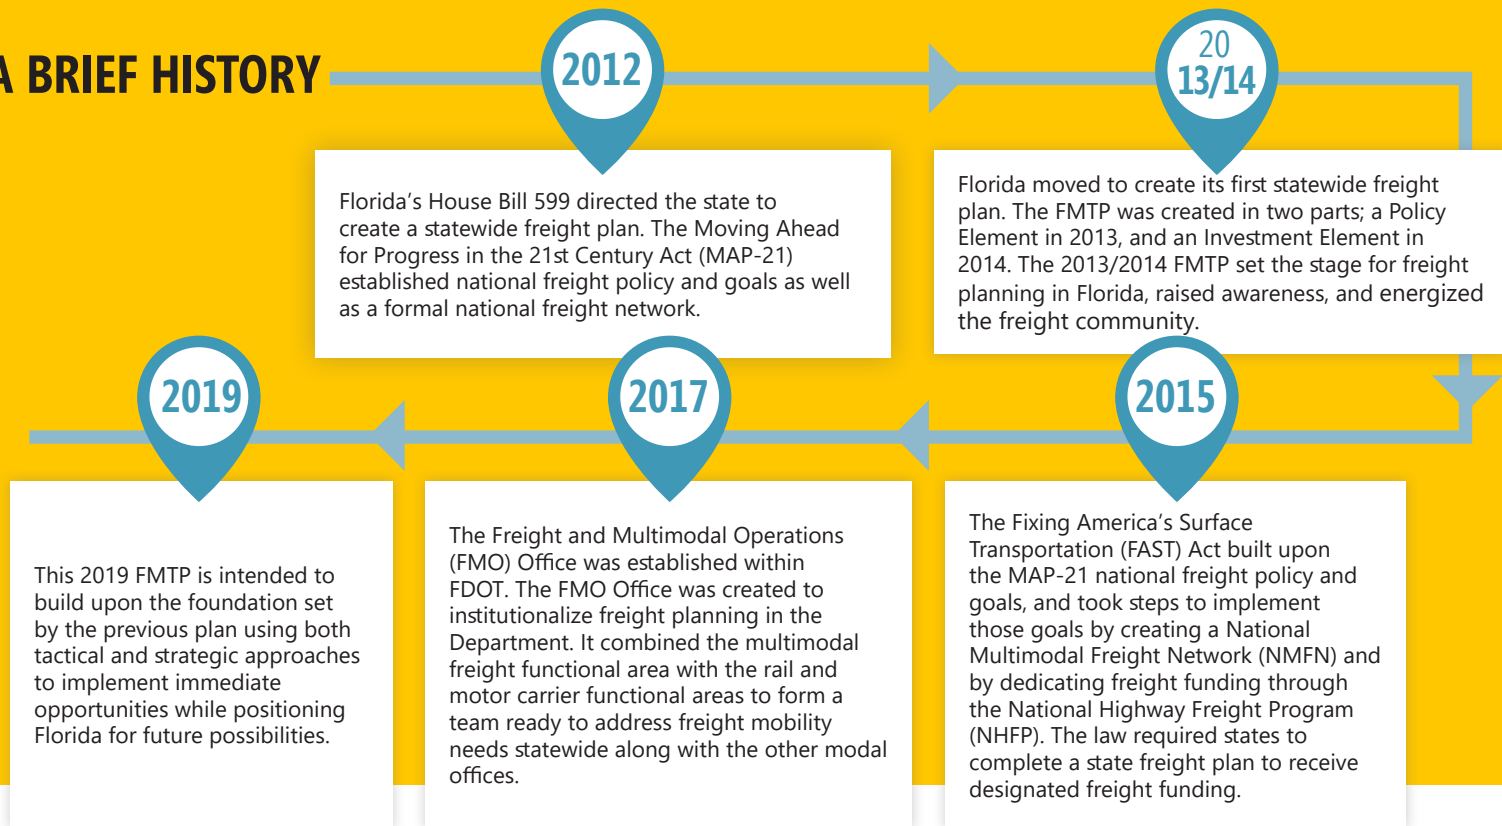 A BRIEF HISTORY
2012
20
13/14
Florida’s House Bill 599 directed the state to
create a statewide freight plan. The Moving Ahead
for Progress in the 21st Century Act (MAP-21)
established national freight policy and goals as well
as a formal national freight network.
Florida moved to create its first statewide freight
plan. The FMTP was created in two parts; a Policy
Element in 2013, and an Investment Element in
2014. The 2013/2014 FMTP set the stage for freight
planning in Florida, raised awareness, and energized
the freight community.
2015
The Fixing America’s Surface
Transportation (FAST) Act built upon
the MAP-21 national freight policy and
goals, and took steps to implement
those goals by creating a National
Multimodal Freight Network (NMFN) and
by dedicating freight funding through
the National Highway Freight Program
(NHFP). The law required states to
complete a state freight plan to receive
designated freight funding.
2017
The Freight and Multimodal Operations
(FMO) Office was established within
FDOT. The FMO Office was created to
institutionalize freight planning in the
Department. It combined the multimodal
freight functional area with the rail and
motor carrier functional areas to form a
team ready to address freight mobility
needs statewide along with the other modal
offices.
2019
This 2019 FMTP is intended to
build upon the foundation set
by the previous plan using both
tactical and strategic approaches
to implement immediate
opportunities while positioning
Florida for future possibilities.